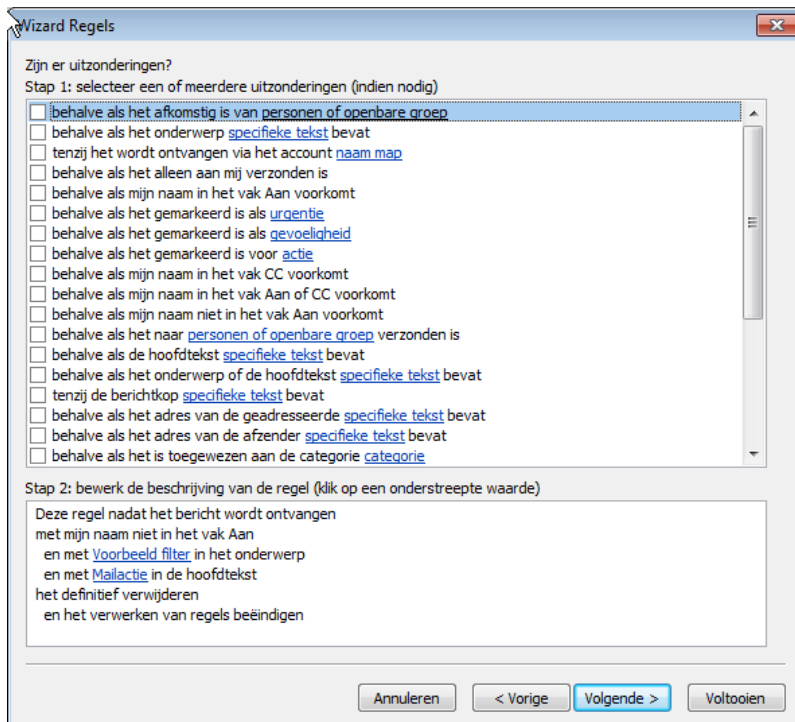 Wizard Regels
Zijn er uitzonderingen?
Stap 1: selecteer een of meerdere uitzonderingen (indien nodig)
behalve als het afkomstig is van personen of openbare groep
behalve als het onderwerp specifieke tekst bevat
tenzij het wordt ontvangen via het account naam map
behalve als het alleen aan mij verzonden is
behalve als mijn naam in het vak Aan voorkomt
behalve als het gemarkeerd is als urgentie
behalve als het gemarkeerd is als gevoeligheid
behalve als het gemarkeerd is voor actie
behalve als mijn naam in het vak CC voorkomt
behalve als mijn naam in het vak Aan of CC voorkomt
behalve als mijn naam niet in het vak Aan voorkomt
behalve als het naar personen of openbare groep verzonden is
behalve als de hoofdtekst specifieke tekst bevat
behalve als het onderwerp of de hoofdtekst specifieke tekst bevat
tenzij de berichtkop specifieke tekst bevat
behalve als het adres van de geadresseerde specifieke tekst bevat
behalve als het adres van de afzender specifieke tekst bevat
behalve als het is toegewezen aan de categorie categorie
Stap 2: bewerk de beschrijving van de regel (klik op een onderstreepte waarde)
Deze regel nadat het bericht wordt ontvangen
met mijn naam niet in het vak Aan
en met Voorbeeld filter in het onderwerp
en met Mailactie in de hoofdtekst
het definitief verwijderen
en het verwerken van regels beëindigen
Annuleren < Vorige Volgende > Voltooien